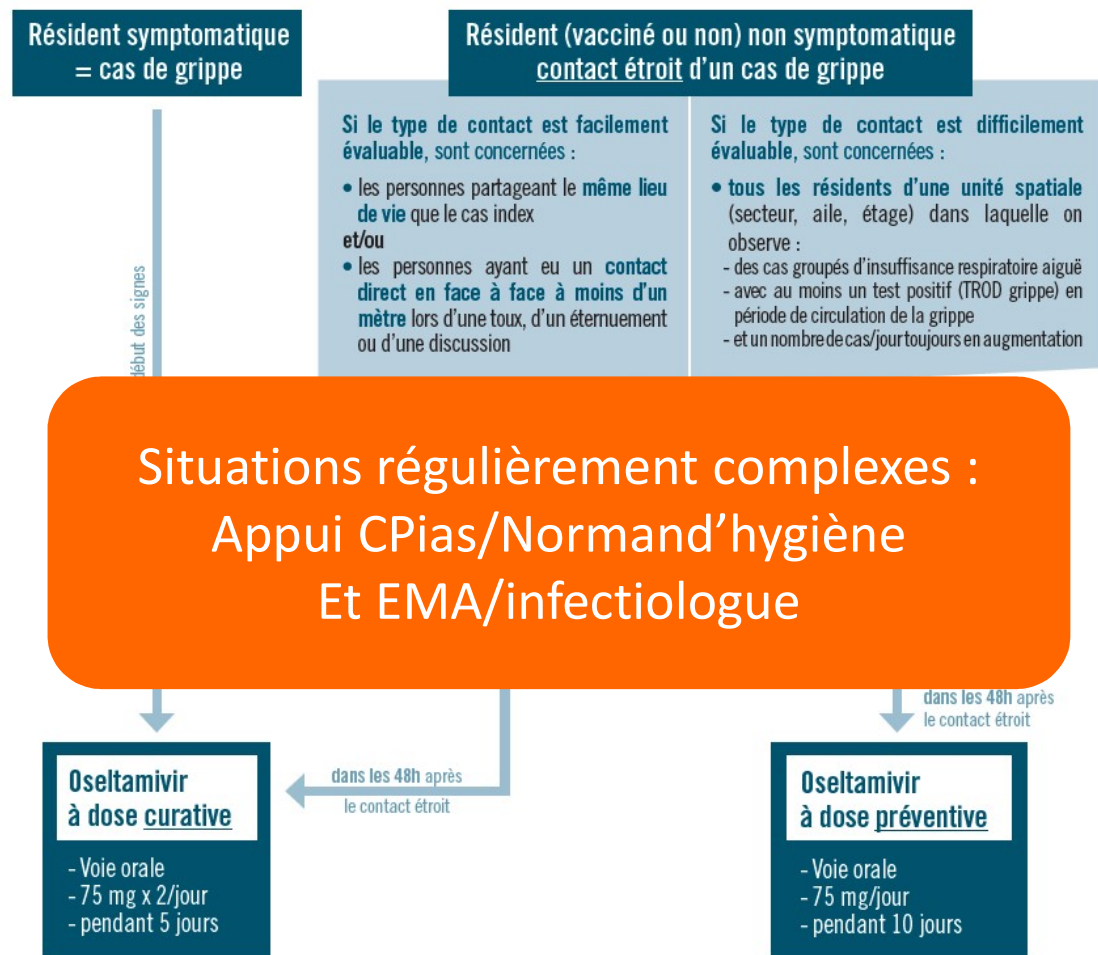 Résident symptomatique
= cas de grippe
Résident (vacciné ou non) non symptomatique
contact étroit d'un cas de grippe
Si le type de contact est facilement
évaluable, sont concernées :
• les personnes partageant le même lieu
de vie que le cas index
et/ou
• les personnes ayant eu un contact
direct en face à face à moins d'un
mètre lors d'une toux, d'un éternuement
ou d'une discussion
Si le type de contact est difficilement
évaluable, sont concernées :
• tous les résidents d'une unité spatiale
(secteur, aile, étage) dans laquelle on
observe :
- des cas groupés d'insuffisance respiratoire aiguë
- avec au moins un test positif (TROD grippe) en
période de circulation de la grippe
- et un nombre de cas/jour toujours en augmentation
début des signes
Situations régulièrement complexes :
Appui CPias/Normand'hygiène
Et EMA/infectiologue
dans les 48h après
le contact étroit
dans les 48h après
le contact étroit
Oseltamivir
à dose curative
- Voie orale
- 75 mg x 2/jour
- pendant 5 jours
Oseltamivir
à dose préventive
- Voie orale
- 75 mg/jour
- pendant 10 jours